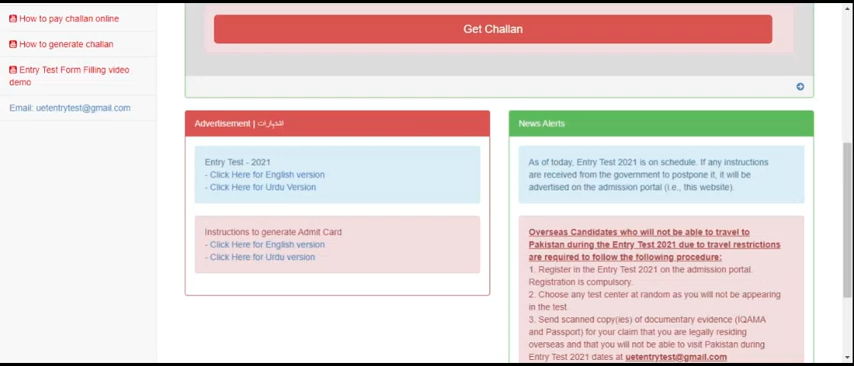 How to pay challan online
How to generate challan
Entry Test Form Filling video
demo
Email: uetentrytest@gmail.com
Get Challan
Advertisement | اشتہارات
Entry Test - 2021
- Click Here for English version
- Click Here for Urdu Version
Instructions to generate Admit Card
- Click Here for English version
- Click Here for Urdu version
News Alerts
As of today, Entry Test 2021 is on schedule. If any instructions
are received from the government to postpone it, it will be
advertised on the admission portal (i.e., this website).
Overseas Candidates who will not be able to travel to
Pakistan during the Entry Test 2021 due to travel restrictions
are required to follow the following procedure:
1. Register in the Entry Test 2021 on the admission portal.
Registration is compulsory.
2. Choose any test center at random as you will not be appearing
in the test.
3. Send scanned copy(ies) of documentary evidence (IQAMA
and Passport) for your claim that you are legally residing
overseas and that you will not be able to visit Pakistan during
Entry Test 2021 dates at uetentrytest@gmail.com